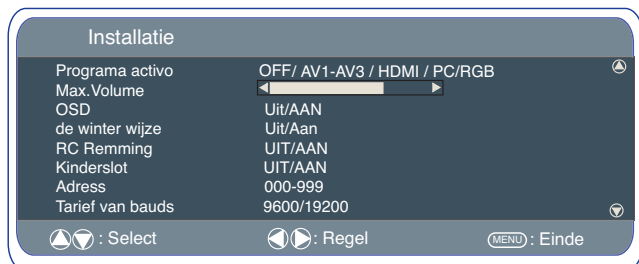 Installatie
Programa activo OFF/ AV1-AV3 / HDMI / PC/RGB
Max.Volume
OSD Uit/AAN
de winter wijze Uit/Aan
RC Remming UIT/AAN
Kinderslot UIT/AAN
Adress 000-999
Tarief van bauds 9600/19200
: Select : Regel MENU : Einde